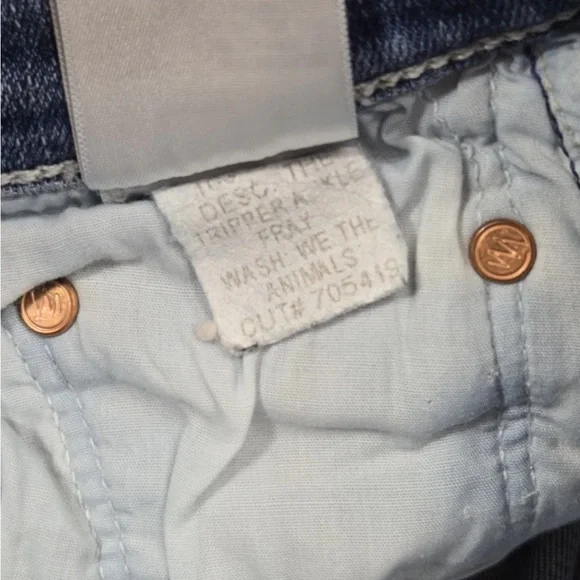 DESC. THE
TRIPPER ANKLE
FRAY
WASH WE THE
ANIMALS
CUT# 705419
W
W